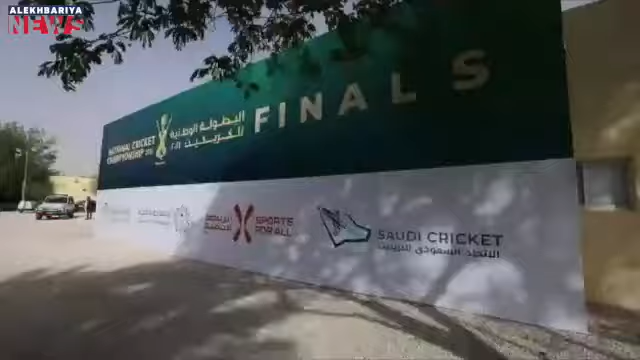 ALEKHBARIYA
NEWS
NATIONAL CRICKET
CHAMPIONSHIP
البطولة الوطنية
للكريكيت
FINALS
SPORTS
FOR ALL
SAUDI CRICKET
الاتحاد السعودي للكريكيت